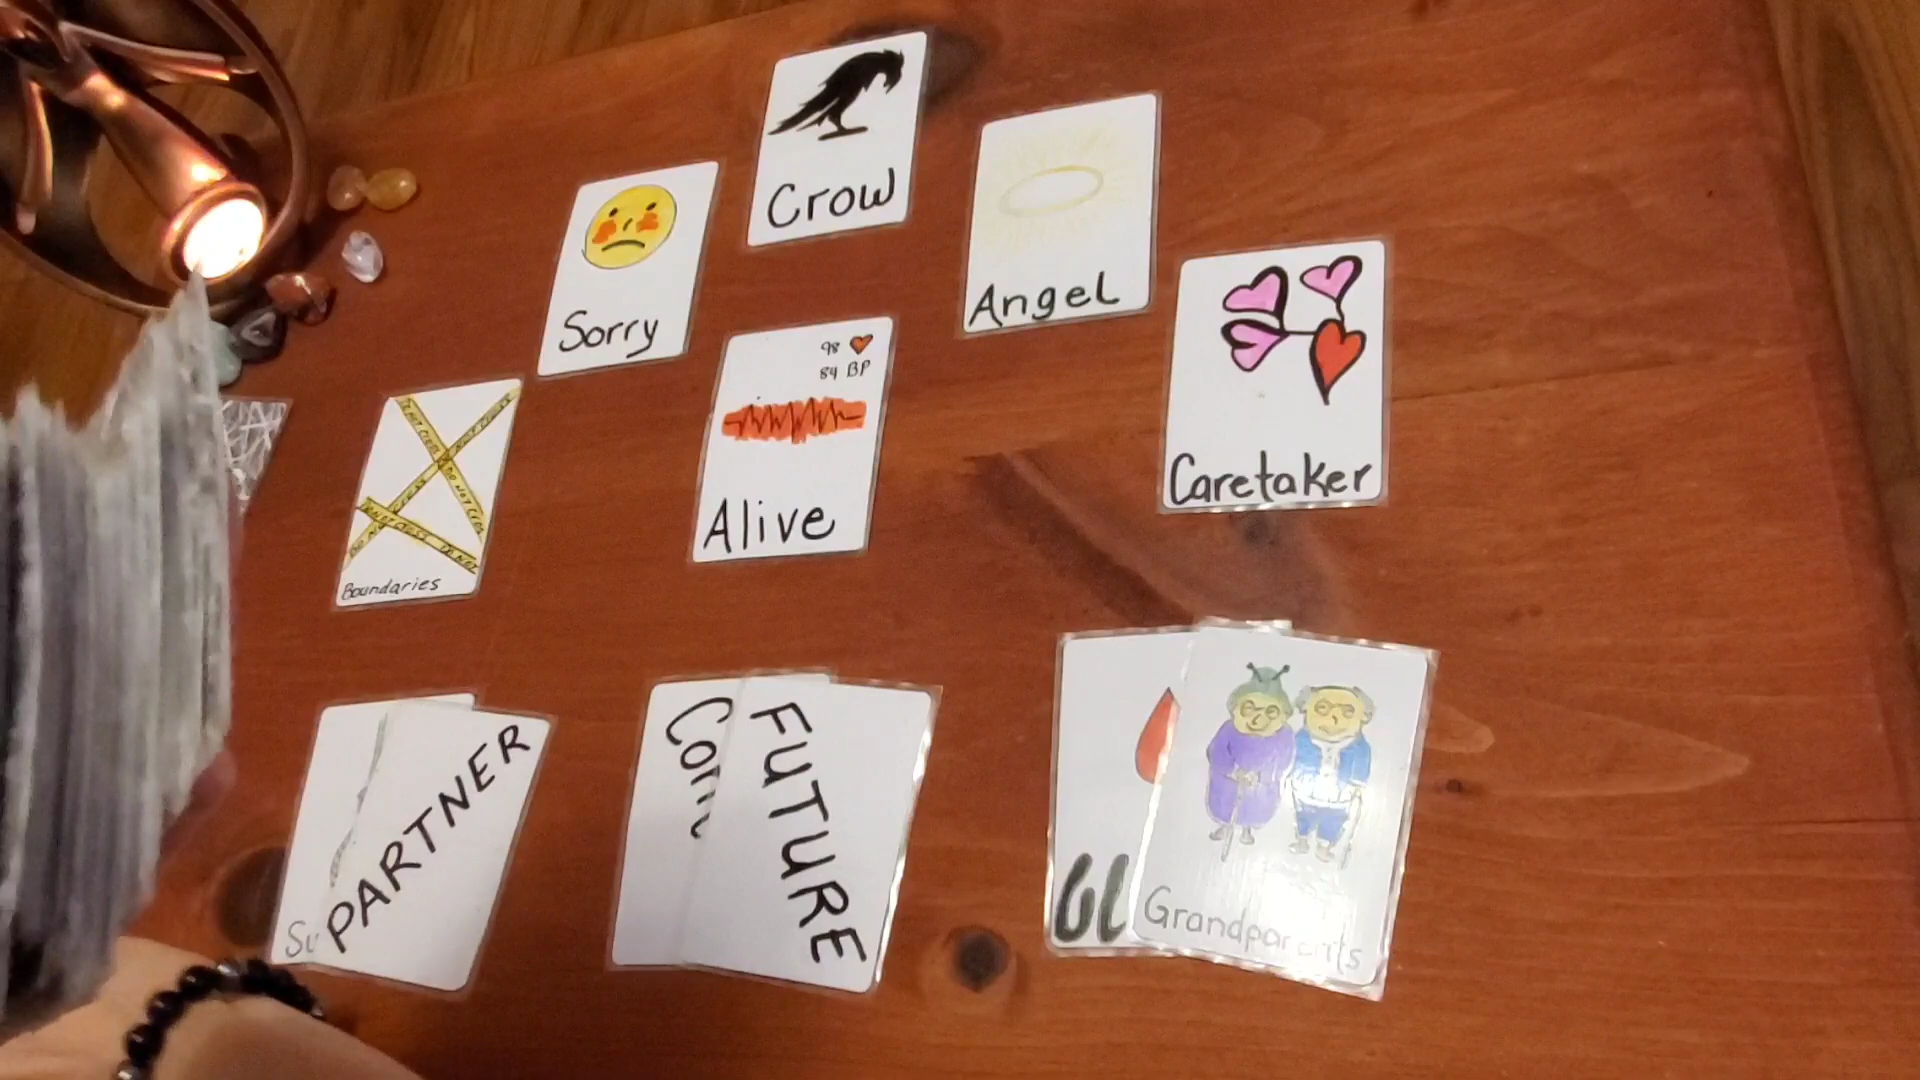 Crow
Sorry
Angel
98
84 BP
Alive
Caretaker
Boundaries
PARTNER
FUTURE
Grandparents